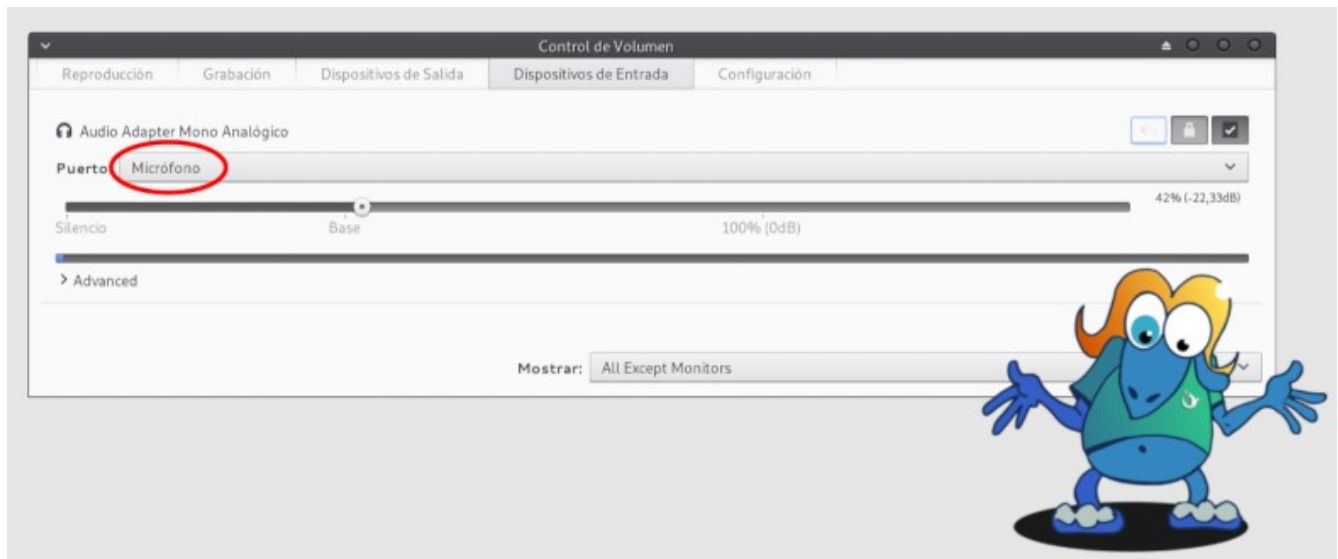 Control de Volumen
Reproducción Grabación Dispositivos de Salida Dispositivos de Entrada Configuración
Audio Adapter Mono Analógico
Puerto Micrófono
42% (-22,33dB)
Silencio Base 100% (0dB)
Advanced
Mostrar: All Except Monitors